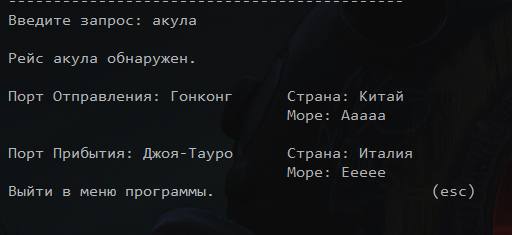 --------------------------------------------
Введите запрос: акула
Рейс акула обнаружен.
Порт Отправления: Гонконг Страна: Китай
Море: Ааааа
Порт Прибытия: Джоя-Тауро Страна: Италия
Море: Еееее
Выйти в меню программы. (esc)